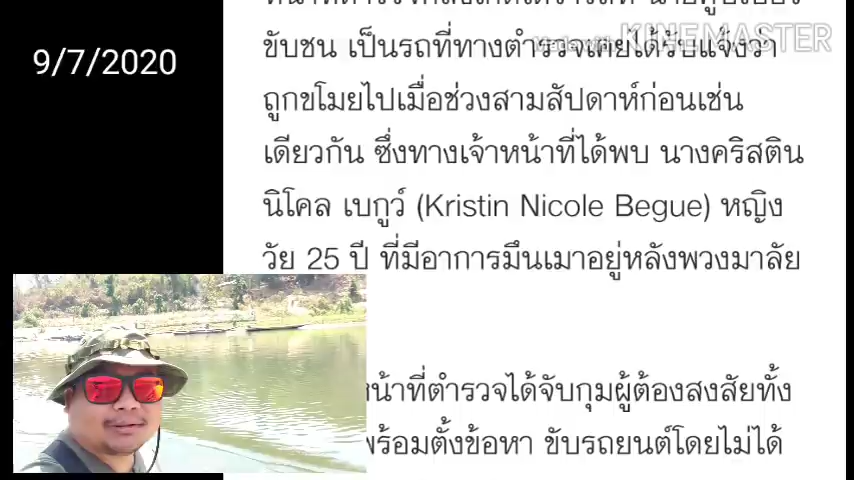 9/7/2020
Made with KINEMASTER
ขับชน เป็นรถที่ทางตำรวจเคยได้รับแจ้งว่า
ถูกขโมยไปเมื่อช่วงสามสัปดาห์ก่อนเช่น
เดียวกัน ซึ่งทางเจ้าหน้าที่ได้พบ นางคริสติน
นิโคล เบกูว์ (Kristin Nicole Begue) หญิง
วัย 25 ปี ที่มีอาการมึนเมาอยู่หลังพวงมาลัย
หน้าที่ตำรวจได้จับกุมผู้ต้องสงสัยทั้ง
พร้อมตั้งข้อหา ขับรถยนต์โดยไม่ได้